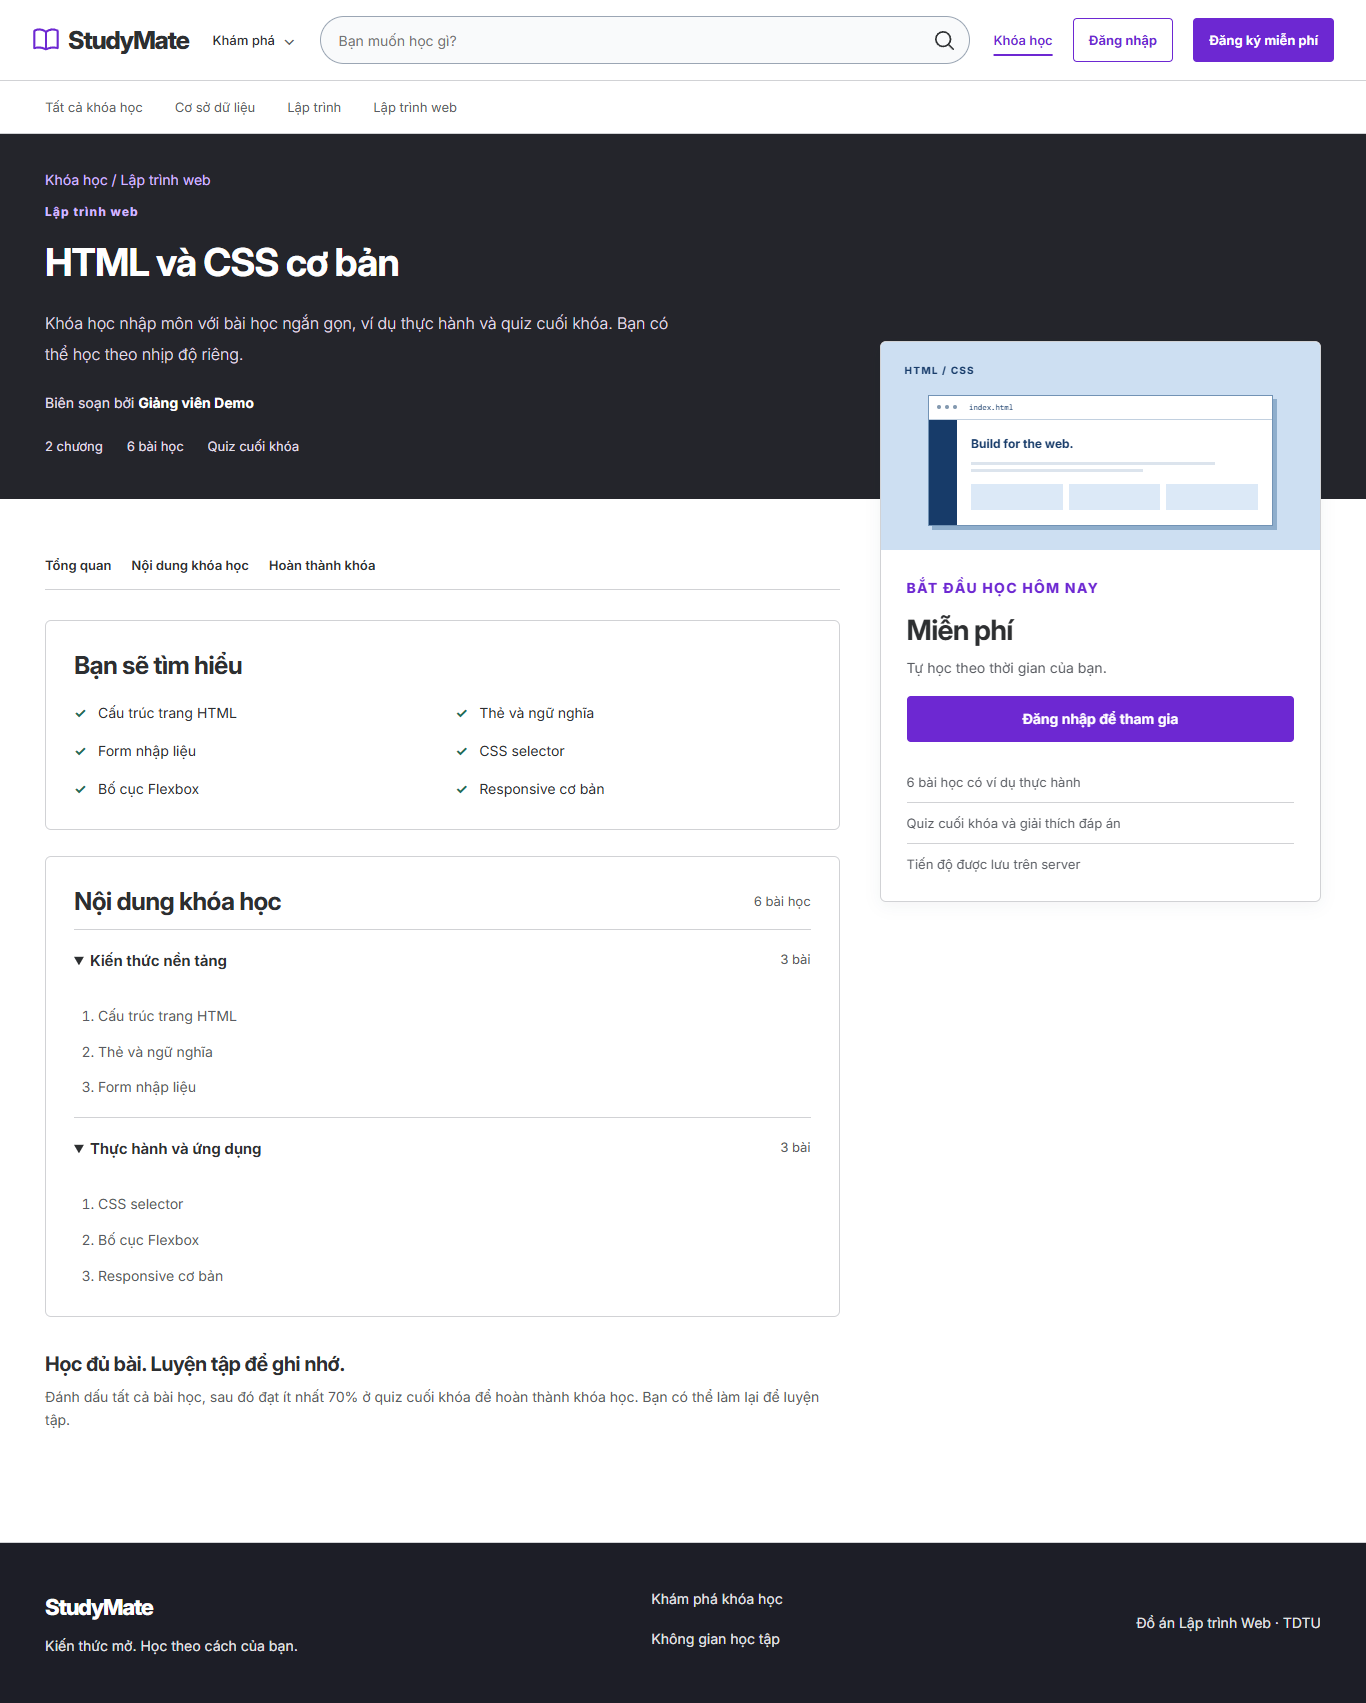 StudyMate
Khám phá
Bạn muốn học gì?
Khóa học
Đăng nhập
Đăng ký miễn phí
Tất cả khóa học
Cơ sở dữ liệu
Lập trình
Lập trình web
Khóa học / Lập trình web
Lập trình web
HTML và CSS cơ bản
Khóa học nhập môn với bài học ngắn gọn, ví dụ thực hành và quiz cuối khóa. Bạn có
thể học theo nhịp độ riêng.
Biên soạn bởi Giảng viên Demo
2 chương
6 bài học
Quiz cuối khóa
HTML / CSS
index.html
Build for the web.
BẮT ĐẦU HỌC HÔM NAY
Miễn phí
Tự học theo thời gian của bạn.
Đăng nhập để tham gia
6 bài học có ví dụ thực hành
Quiz cuối khóa và giải thích đáp án
Tiến độ được lưu trên server
Tổng quan
Nội dung khóa học
Hoàn thành khóa
Bạn sẽ tìm hiểu
Cấu trúc trang HTML
Thẻ và ngữ nghĩa
Form nhập liệu
CSS selector
Bố cục Flexbox
Responsive cơ bản
Nội dung khóa học
6 bài học
Kiến thức nền tảng
3 bài
1. Cấu trúc trang HTML
2. Thẻ và ngữ nghĩa
3. Form nhập liệu
Thực hành và ứng dụng
3 bài
1. CSS selector
2. Bố cục Flexbox
3. Responsive cơ bản
Học đủ bài. Luyện tập để ghi nhớ.
Đánh dấu tất cả bài học, sau đó đạt ít nhất 70% ở quiz cuối khóa để hoàn thành khóa học. Bạn có thể làm lại để luyện
tập.
StudyMate
Kiến thức mở. Học theo cách của bạn.
Khám phá khóa học
Không gian học tập
Đồ án Lập trình Web · TDTU